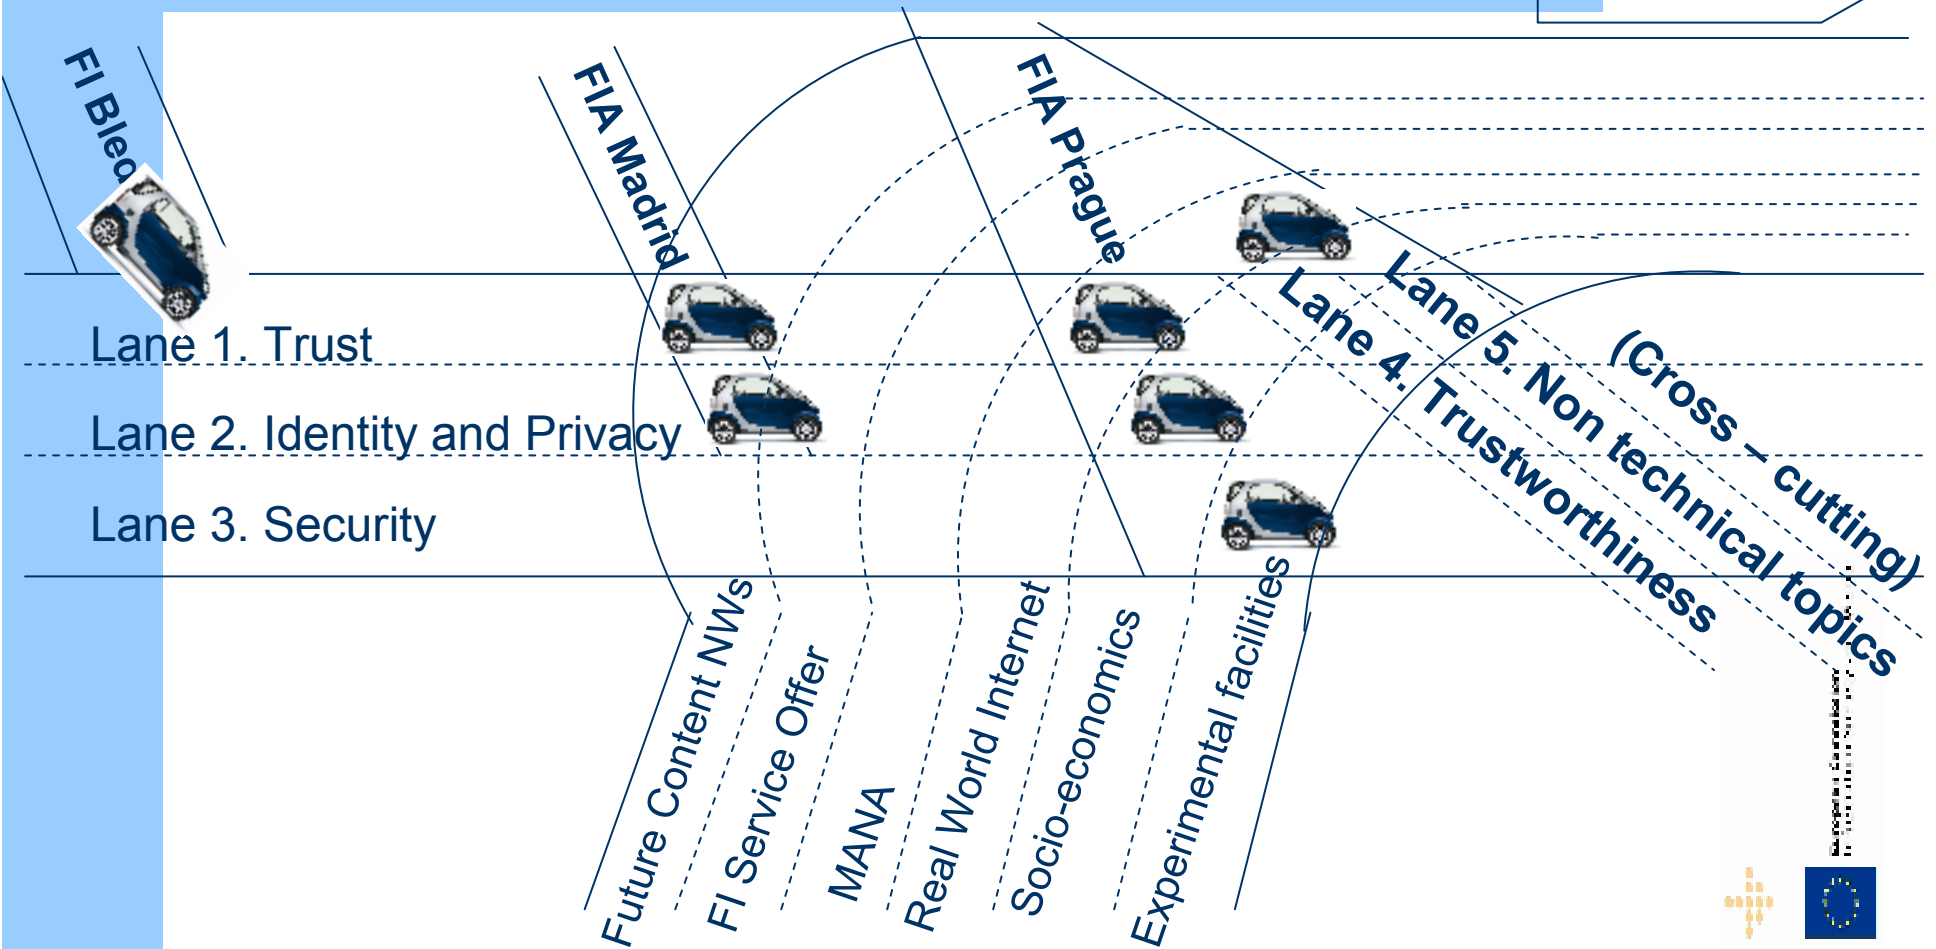 FI Bled
FIA Madrid
FIA Prague
Lane 1. Trust
Lane 2. Identity and Privacy
Lane 3. Security
Lane 4. Trustworthiness
Lane 5. Non technical topics
(Cross – cutting)
Future Content NWs
FI Service Offer
MANA
Real World Internet
Socio-economics
Experimental facilities